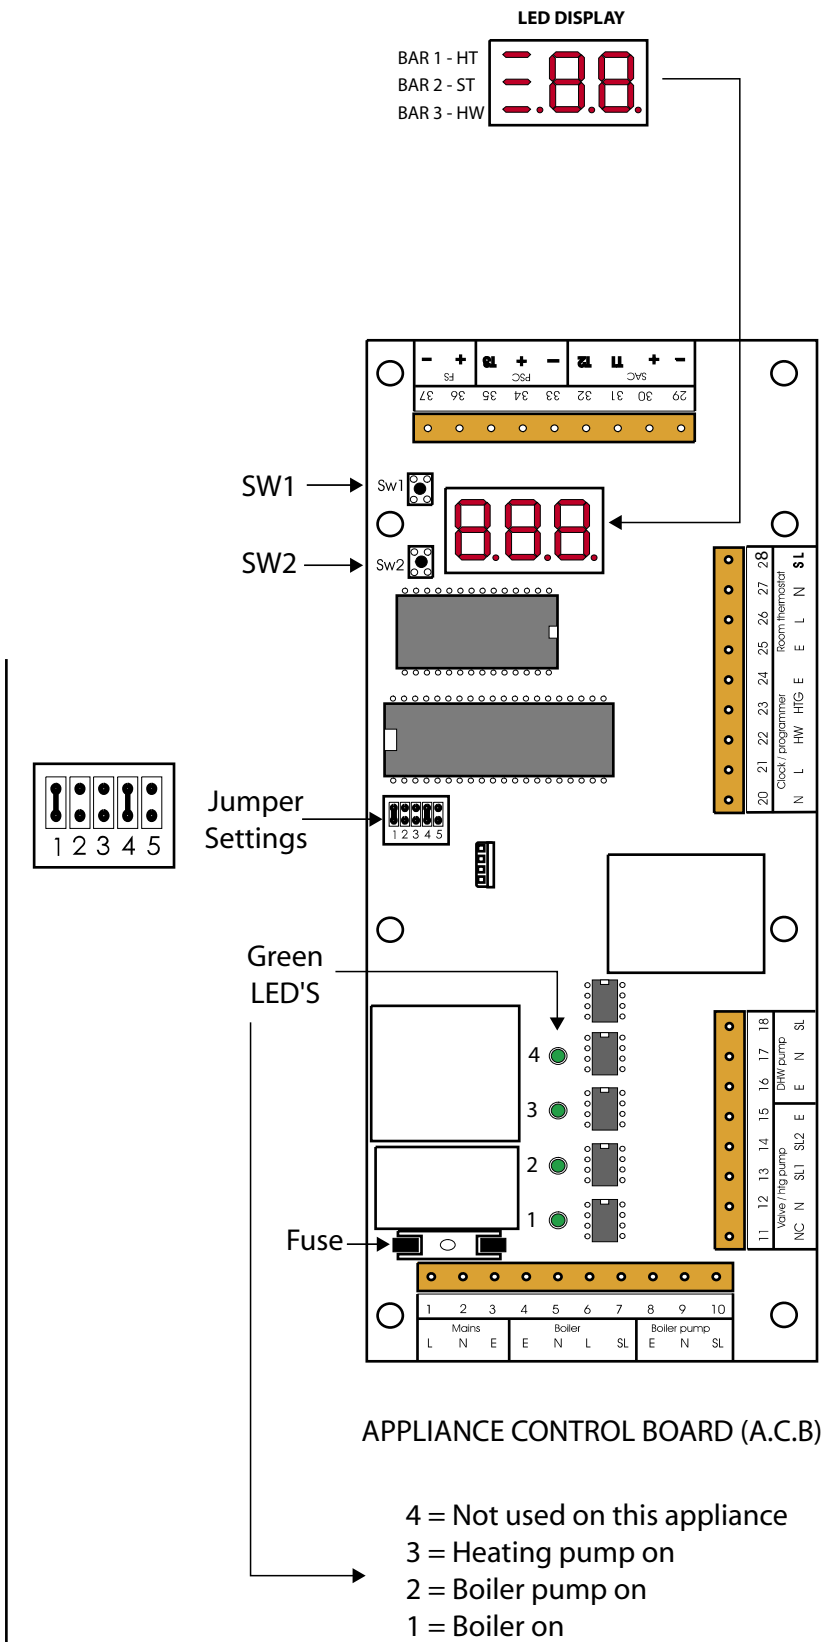 LED DISPLAY
BAR 1 - HT
BAR 2 - ST
BAR 3 - HW
- + T3 + - T2 T1 + -
FS PSC SAC
37 36 35 34 33 32 31 30 29
SW1
Sw1
SW2
Sw2
28 27 26 25 24 23 22 21 20
Room thermostat
Clock / programmer
SL N L E E HTG HW L N
Jumper
Settings
1 2 3 4 5
1 2 3 4 5
Green
LED'S
4
3
2
1
18 17 16 15 14 13 12 11
DHW pump
Valve / htg pump
SL N E E SL2 SL1 N NC
Fuse
1 2 3 4 5 6 7 8 9 10
Mains Boiler Boiler pump
L N E E N L SL E N SL
APPLIANCE CONTROL BOARD (A.C.B)
4 = Not used on this appliance
3 = Heating pump on
2 = Boiler pump on
1 = Boiler on